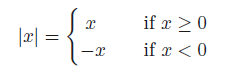 |x| = { x if x ≥ 0
−x if x < 0